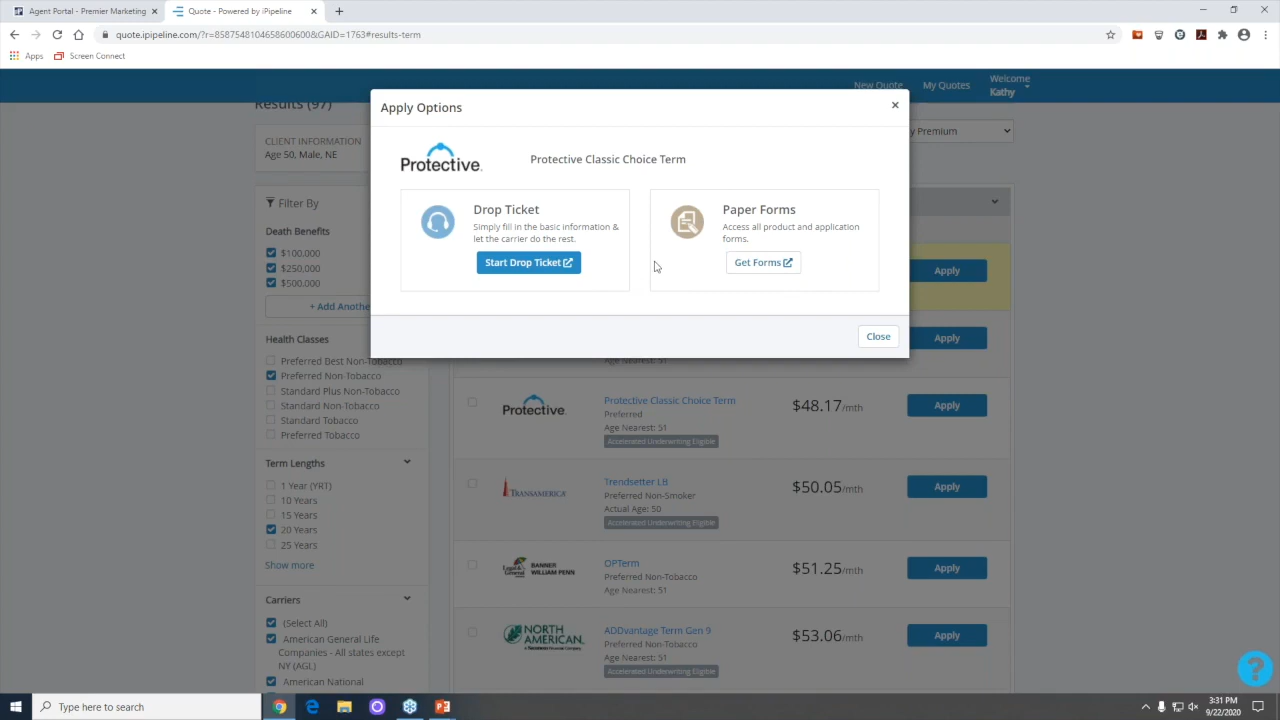 Agent Portal - Premier Marketing
Quote - Powered by iPipeline
quote.ipipeline.com/?r=8587548104658600600&GAID=1763#results-term
Apps
Screen Connect
New Quote
My Quotes
Welcome
Kathy
Results (97)
y Premium
CLIENT INFORMATION
Age 50, Male, NE
Filter By
Death Benefits
$100,000
$250,000
$500,000
+ Add Anothe
Health Classes
Preferred Best Non-Tobacco
Preferred Non-Tobacco
Standard Plus Non-Tobacco
Standard Non-Tobacco
Standard Tobacco
Preferred Tobacco
Term Lengths
1 Year (YRT)
10 Years
15 Years
20 Years
25 Years
Show more
Carriers
(Select All)
American General Life
Companies - All states except
NY (AGL)
American National
Apply Options
×
Protective
Protective Classic Choice Term
Drop Ticket
Simply fill in the basic information &
let the carrier do the rest.
Start Drop Ticket
Paper Forms
Access all product and application
forms.
Get Forms
Close
Apply
Apply
Age Nearest: 51
Protective
Protective Classic Choice Term
Preferred
Age Nearest: 51
Accelerated Underwriting Eligible
$48.17/mth
Apply
TRANSAMERICA
Trendsetter LB
Preferred Non-Smoker
Actual Age: 50
Accelerated Underwriting Eligible
$50.05/mth
Apply
Legal &
General
BANNER
WILLIAM PENN
OPTerm
Preferred Non-Tobacco
Age Nearest: 51
$51.25/mth
Apply
NORTH
AMERICAN
ADDvantage Term Gen 9
Preferred Non-Tobacco
Age Nearest: 51
Accelerated Underwriting Eligible
$53.06/mth
Apply
?
Type here to search
3:31 PM
9/22/2020